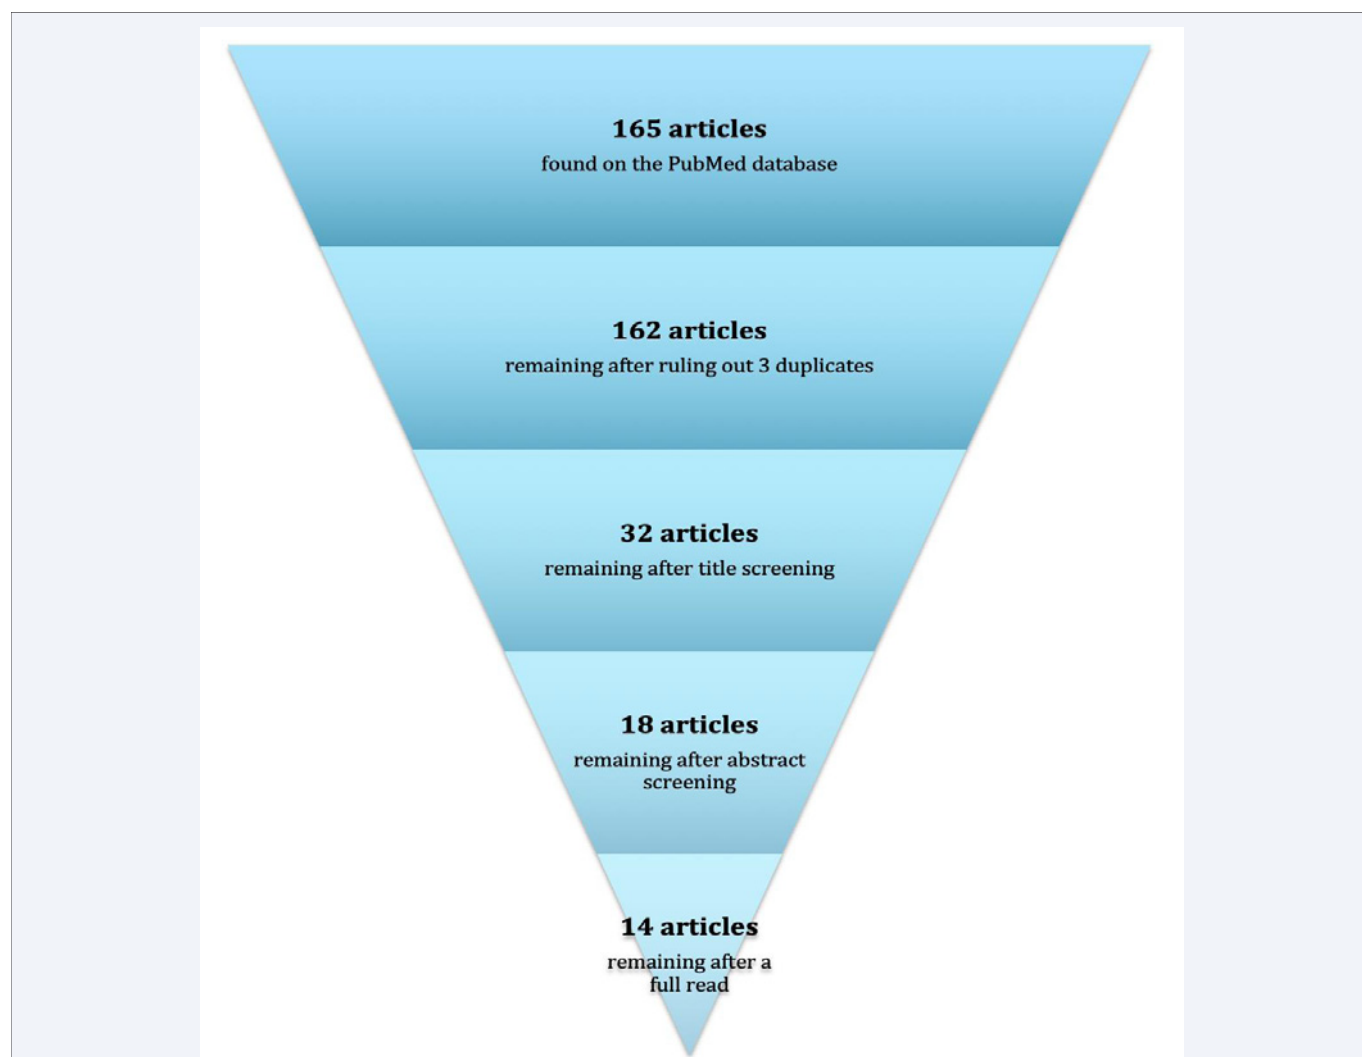 165 articles
found on the PubMed database
162 articles
remaining after ruling out 3 duplicates
32 articles
remaining after title screening
18 articles
remaining after abstract
screening
14 articles
remaining after a
full read